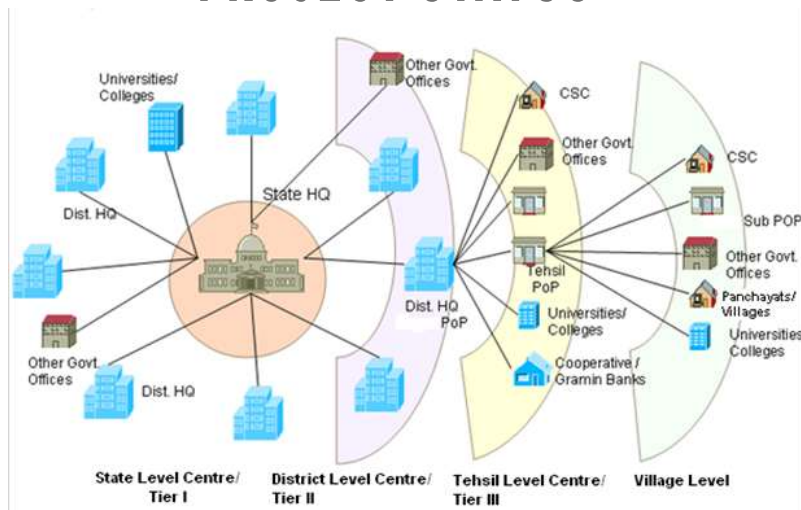 Universities/
Colleges
Other Govt.
Offices
CSC
Other Govt.
Offices
CSC
State HQ
Dist. HQ
Sub POP
Tehsil
PoP
Other Govt.
Offices
Dist. HQ
PoP
Panchayats/
Villages
Universities/
Colleges
Universities/
Colleges
Other Govt.
Offices
Cooperative /
Gramin Banks
Dist. HQ
State Level Centre/
Tier I
District Level Centre/
Tier II
Tehsil Level Centre/
Tier III
Village Level